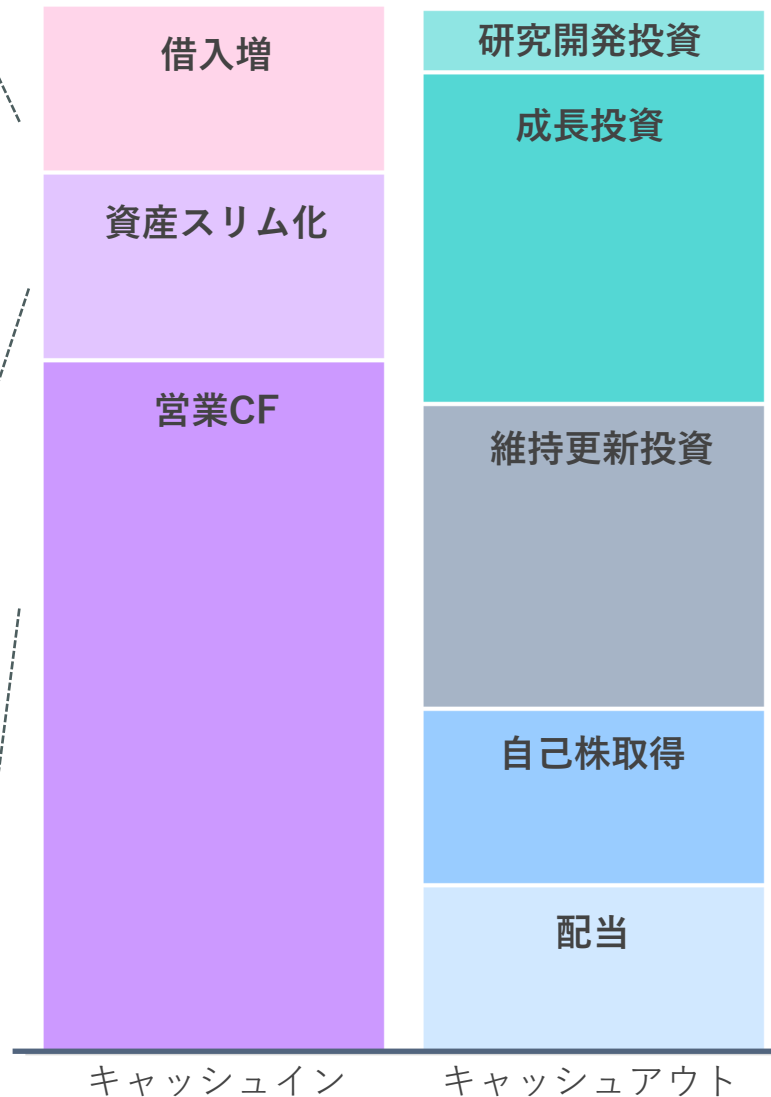 借入増
資産スリム化
営業CF
キャッシュイン
研究開発投資
成長投資
維持更新投資
自己株取得
配当
キャッシュアウト